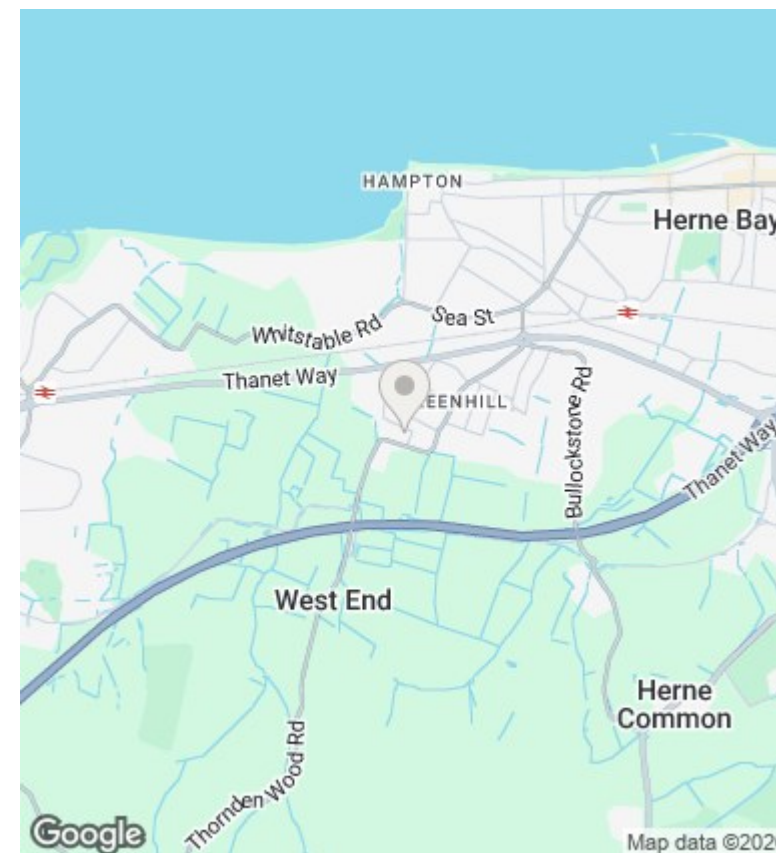 HAMPTON
Herne Bay
Whitstable Rd
Sea St
Thanet Way
EENHILL
Bullockstone Rd
Thanet Way
West End
Herne
Common
Thornden Wood Rd
Google
Map data ©202